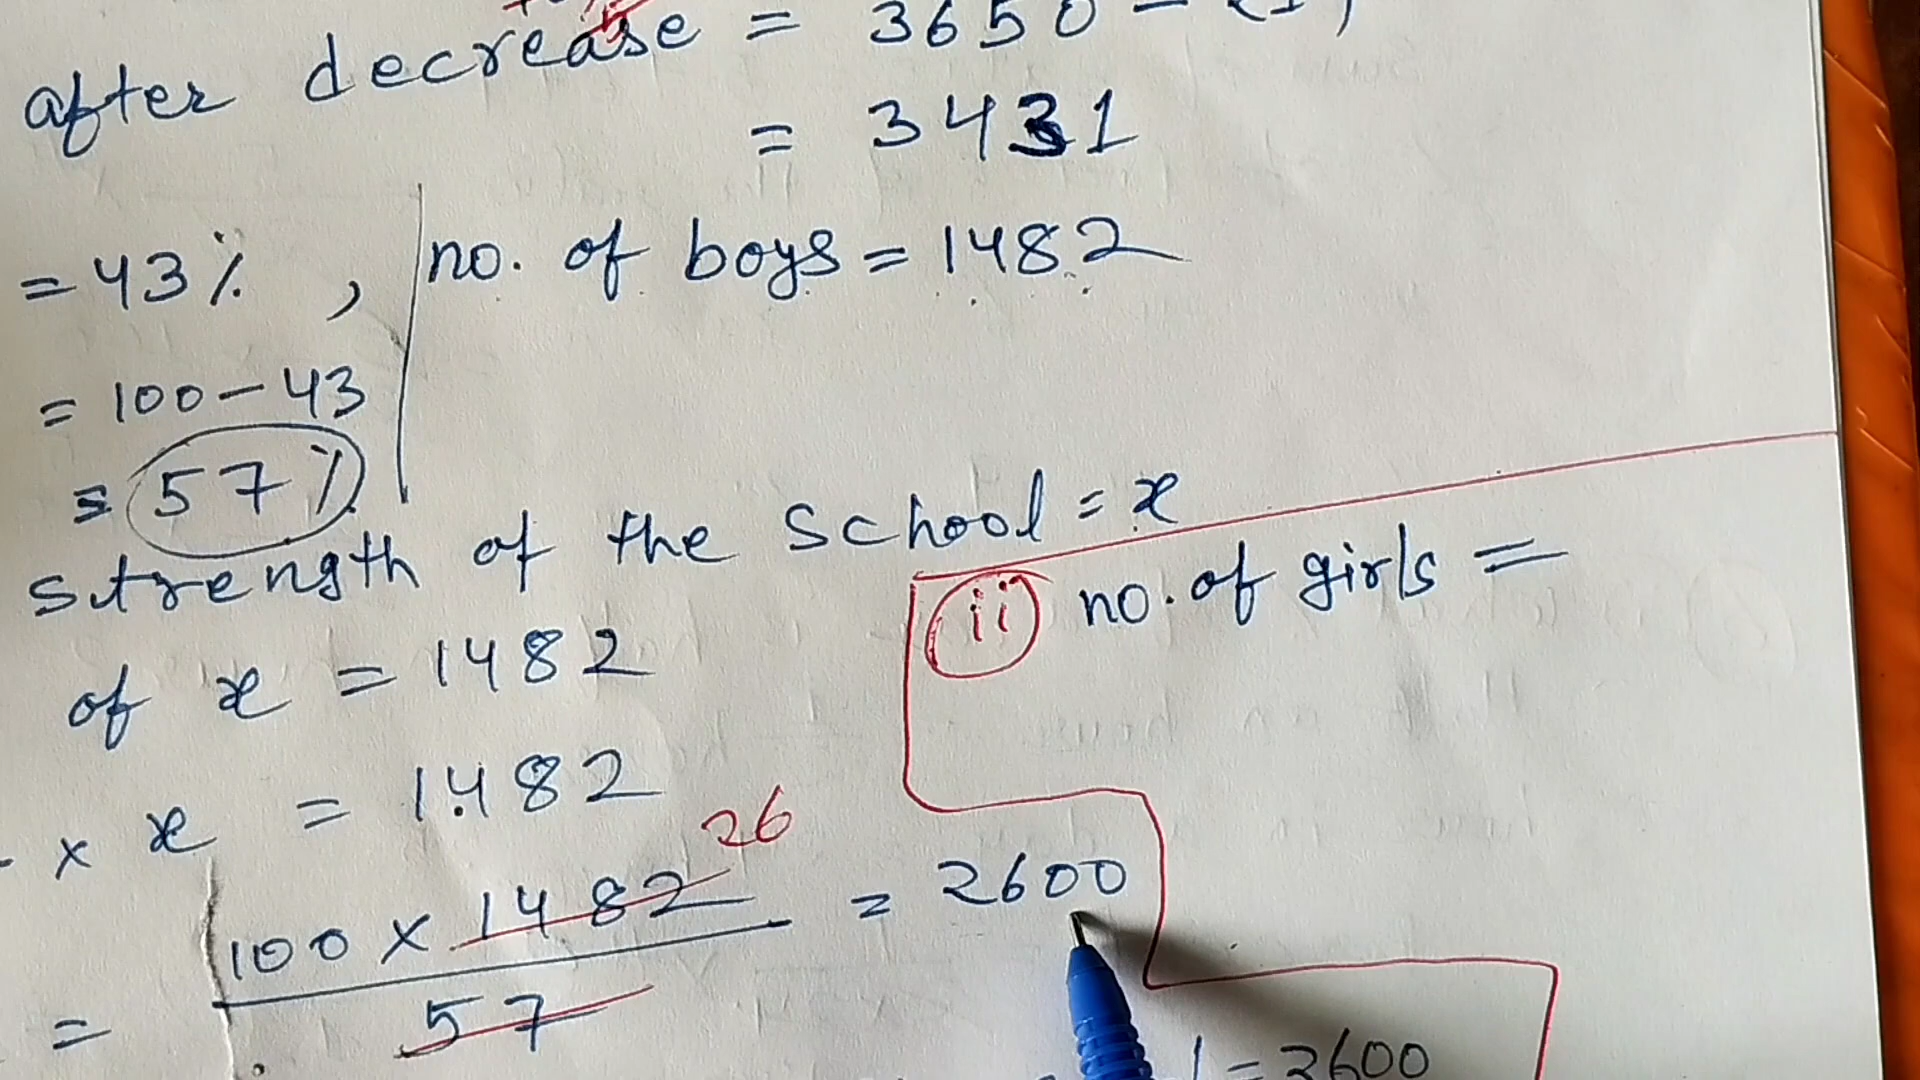 after decrease = 3650 -
= 3431
= 43% , no. of boys = 1482
= 100 - 43
= 57%
strength of the school = x
(ii) no. of girls =
of x = 1482
x x = 1482
26
100 x 1482 = 2600
= 57
= 2600